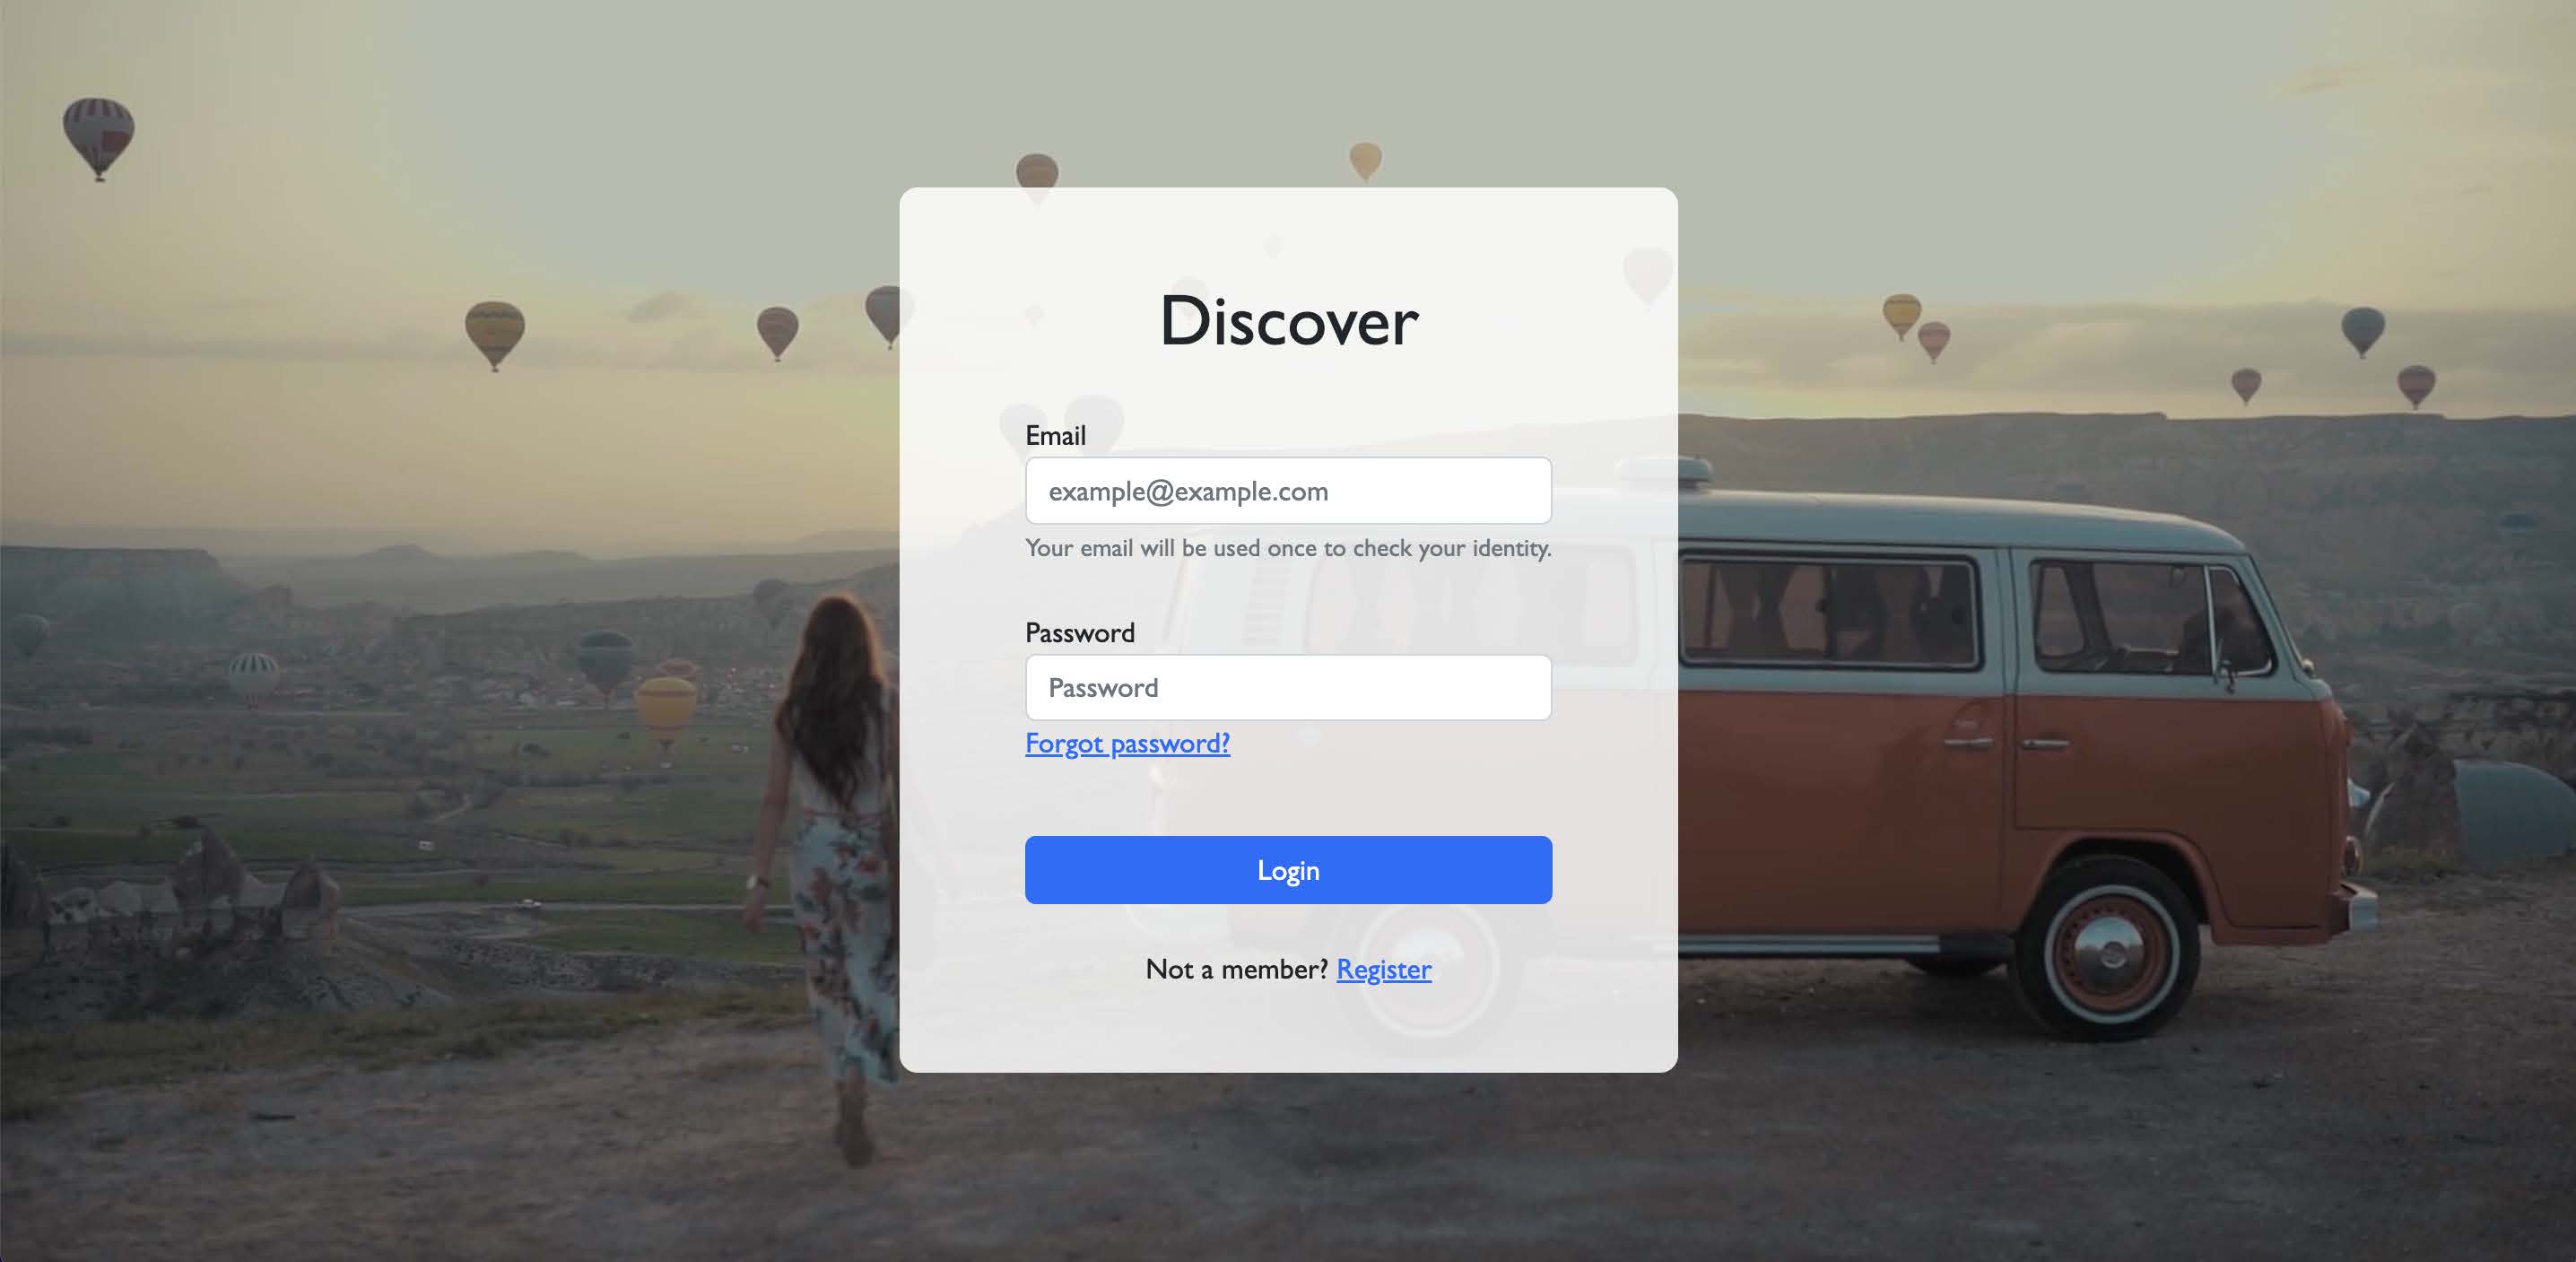 Discover
Email
example@example.com
Your email will be used once to check your identity.
Password
Password
Forgot password?
Login
Not a member? Register